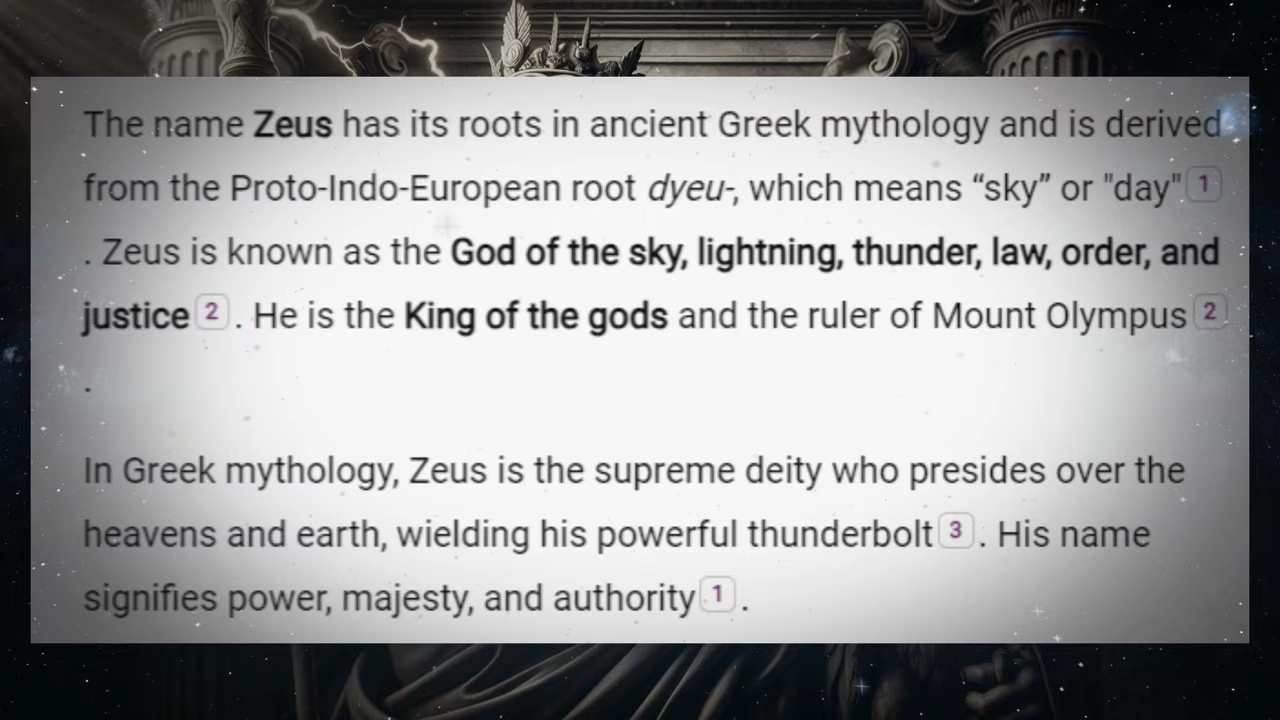 The name Zeus has its roots in ancient Greek mythology and is derived
from the Proto-Indo-European root dyeu-, which means “sky” or "day" 1
. Zeus is known as the God of the sky, lightning, thunder, law, order, and
justice 2 . He is the King of the gods and the ruler of Mount Olympus 2
.
In Greek mythology, Zeus is the supreme deity who presides over the
heavens and earth, wielding his powerful thunderbolt 3 . His name
signifies power, majesty, and authority 1 .